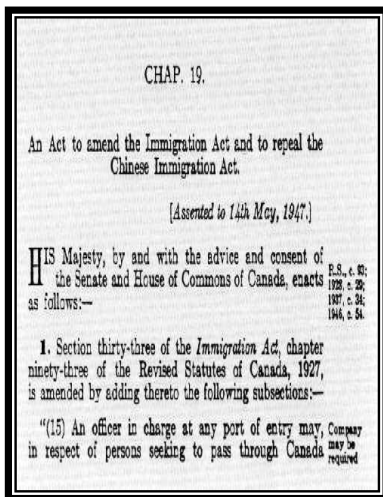 CHAP. 19.
An Act to amend the Immigration Act and to repeal the
Chinese Immigration Act.
[Assented to 14th May, 1947.]
HIS Majesty, by and with the advice and consent of
the Senate and House of Commons of Canada, enacts
as follows:—
R.S., c. 93;
1928, c. 29;
1937, c. 34;
1946, c. 54.
1. Section thirty-three of the Immigration Act, chapter
ninety-three of the Revised Statutes of Canada, 1927,
is amended by adding thereto the following subsections:—
"(15) An officer in charge at any port of entry may,
in respect of persons seeking to pass through Canada
Company
may be
required